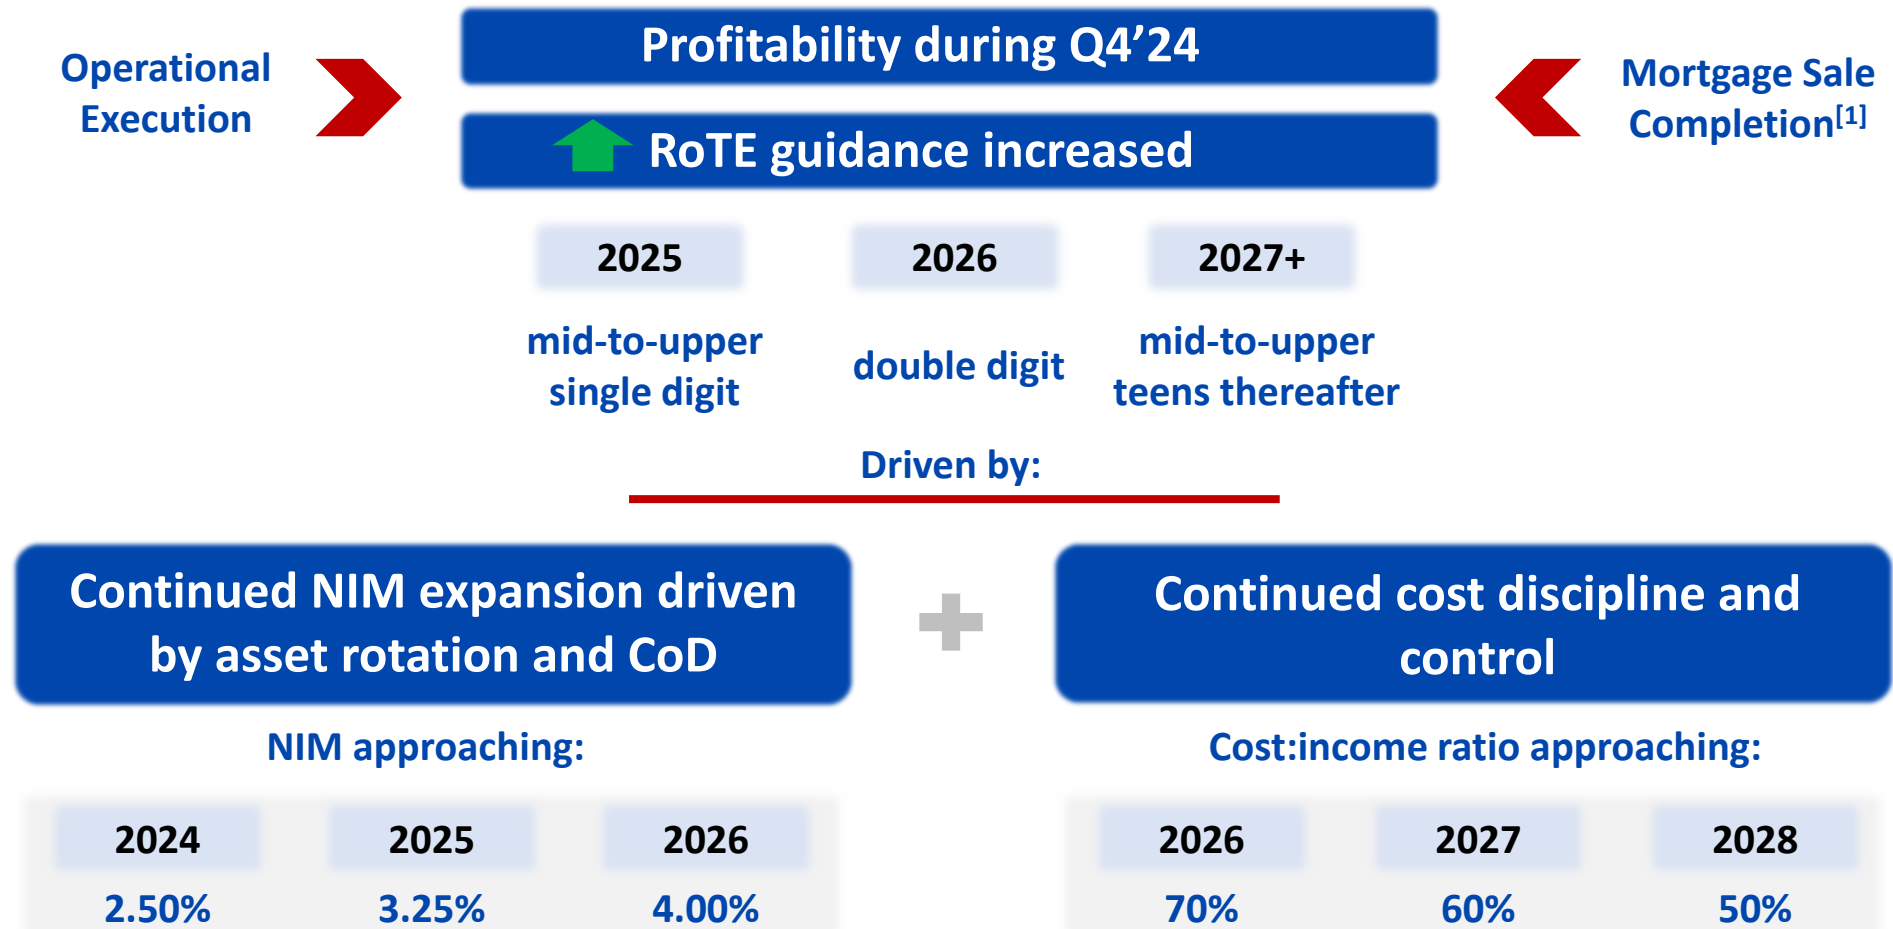 Operational
Execution
Profitability during Q4’24
RoTE guidance increased
Mortgage Sale
Completion[1]
2025
2026
2027+
mid-to-upper
single digit
double digit
mid-to-upper
teens thereafter
Driven by:
Continued NIM expansion driven
by asset rotation and CoD
Continued cost discipline and
control
NIM approaching:
2024
2025
2026
2.50%
3.25%
4.00%
Cost:income ratio approaching:
2026
2027
2028
70%
60%
50%